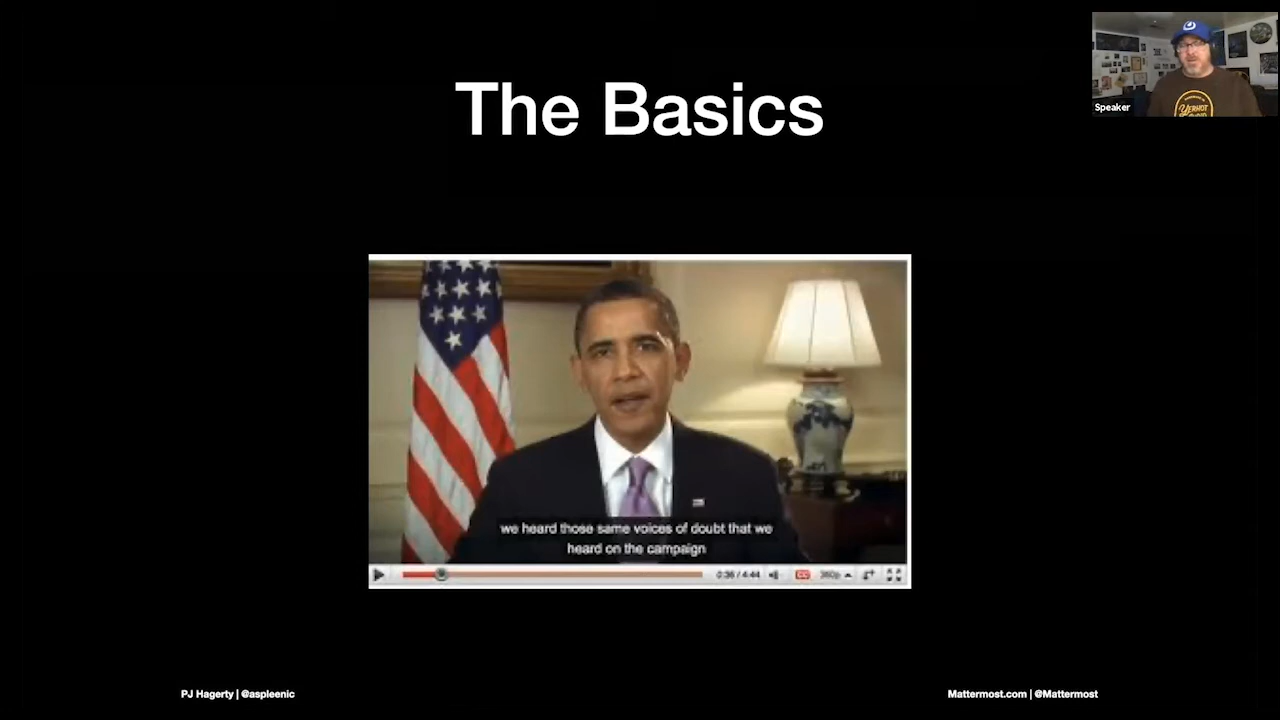 The Basics
Speaker
we heard those same voices of doubt that we
heard on the campaign
0:36 / 4:44
CC
360p
PJ Hagerty | @aspleenic
Mattermost.com | @Mattermost